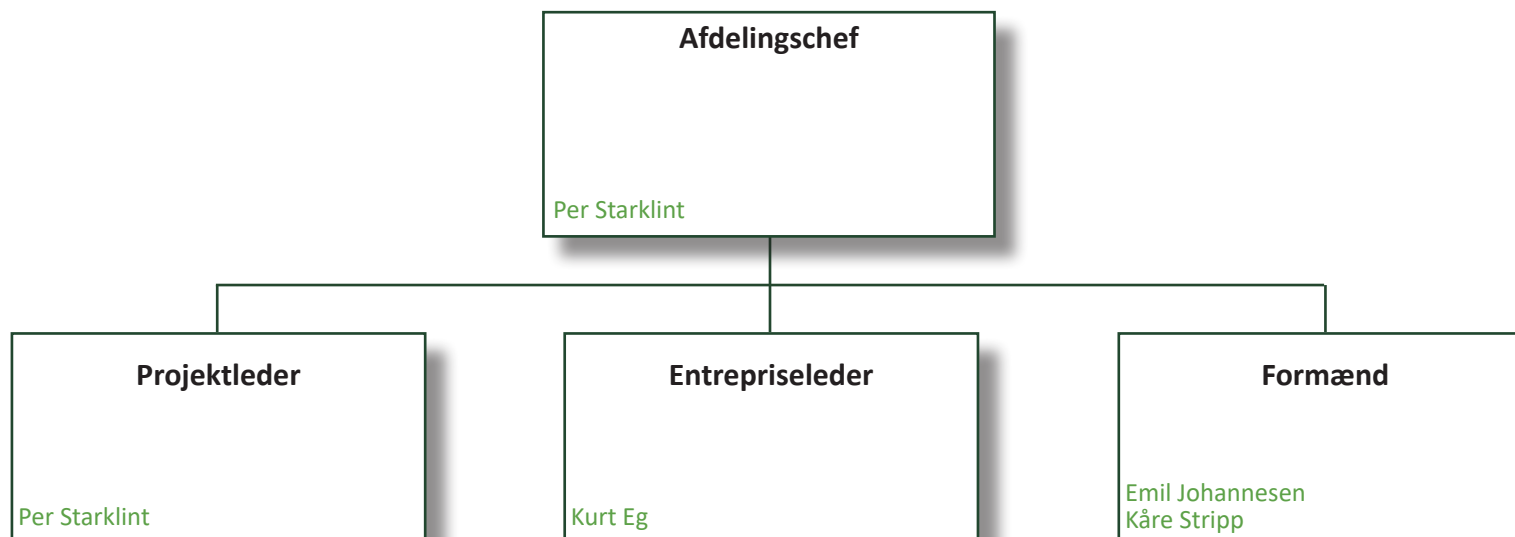 Afdelingschef
Per Starklint
Projektleder
Per Starklint
Entrepriseleder
Kurt Eg
Formænd
Emil Johannesen
Kåre Stripp